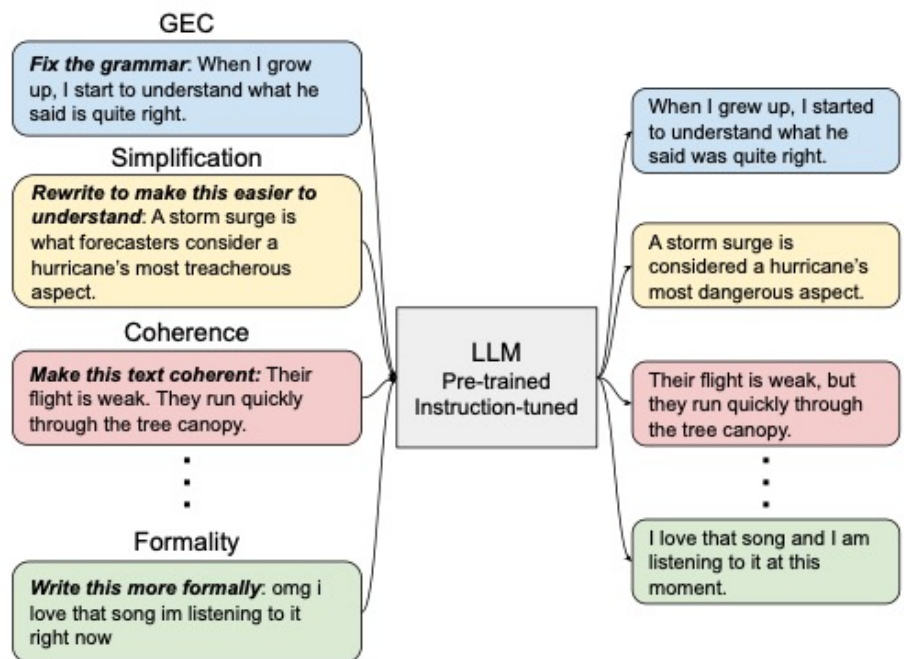 GEC
Fix the grammar: When I grow
up, I start to understand what he
said is quite right.
Simplification
Rewrite to make this easier to
understand: A storm surge is
what forecasters consider a
hurricane's most treacherous
aspect.
Coherence
Make this text coherent: Their
flight is weak. They run quickly
through the tree canopy.
Formality
Write this more formally: omg i
love that song im listening to it
right now
LLM
Pre-trained
Instruction-tuned
When I grew up, I started
to understand what he
said was quite right.
A storm surge is
considered a hurricane's
most dangerous aspect.
Their flight is weak, but
they run quickly through
the tree canopy.
I love that song and I am
listening to it at this
moment.